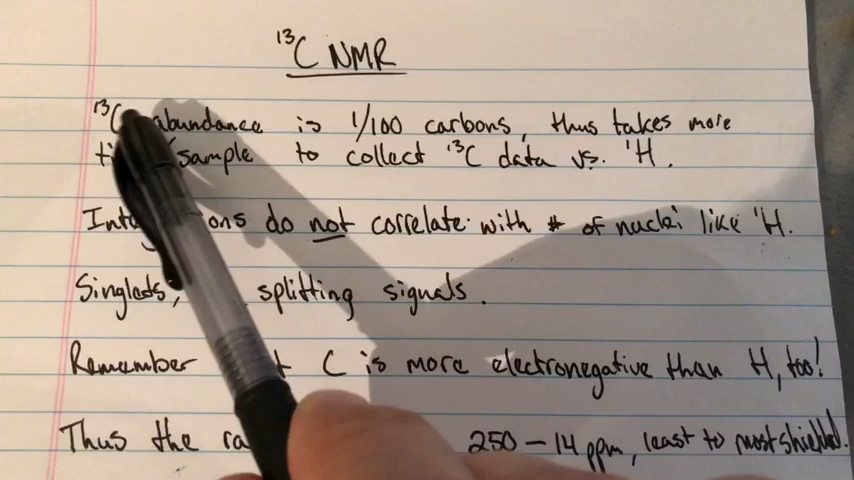 ¹³C NMR
¹³C abundance is 1/100 carbons, thus takes more
/sample to collect ¹³C data vs. ¹H.
do not correlate with # of nuclei like ¹H.
Singlets, splitting signals.
Remember C is more electronegative than H, too!
Thus the 250 – 14 ppm, least to most shielded.